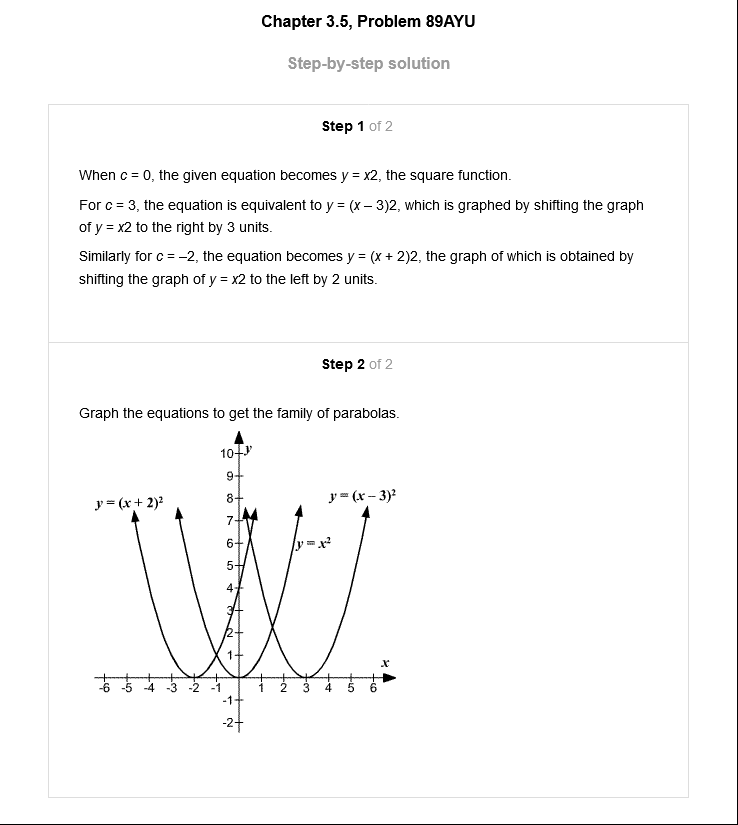 Chapter 3.5, Problem 89AYU
Step-by-step solution
Step 1 of 2
When c = 0, the given equation becomes y = x2, the square function.
For c = 3, the equation is equivalent to y = (x – 3)2, which is graphed by shifting the graph
of y = x2 to the right by 3 units.
Similarly for c = –2, the equation becomes y = (x + 2)2, the graph of which is obtained by
shifting the graph of y = x2 to the left by 2 units.
Step 2 of 2
Graph the equations to get the family of parabolas.
y
10
9
8
7
6
5
4
3
2
1
-1
-2
y = (x + 2)²
y = (x – 3)²
y = x²
x
-6 -5 -4 -3 -2 -1 1 2 3 4 5 6